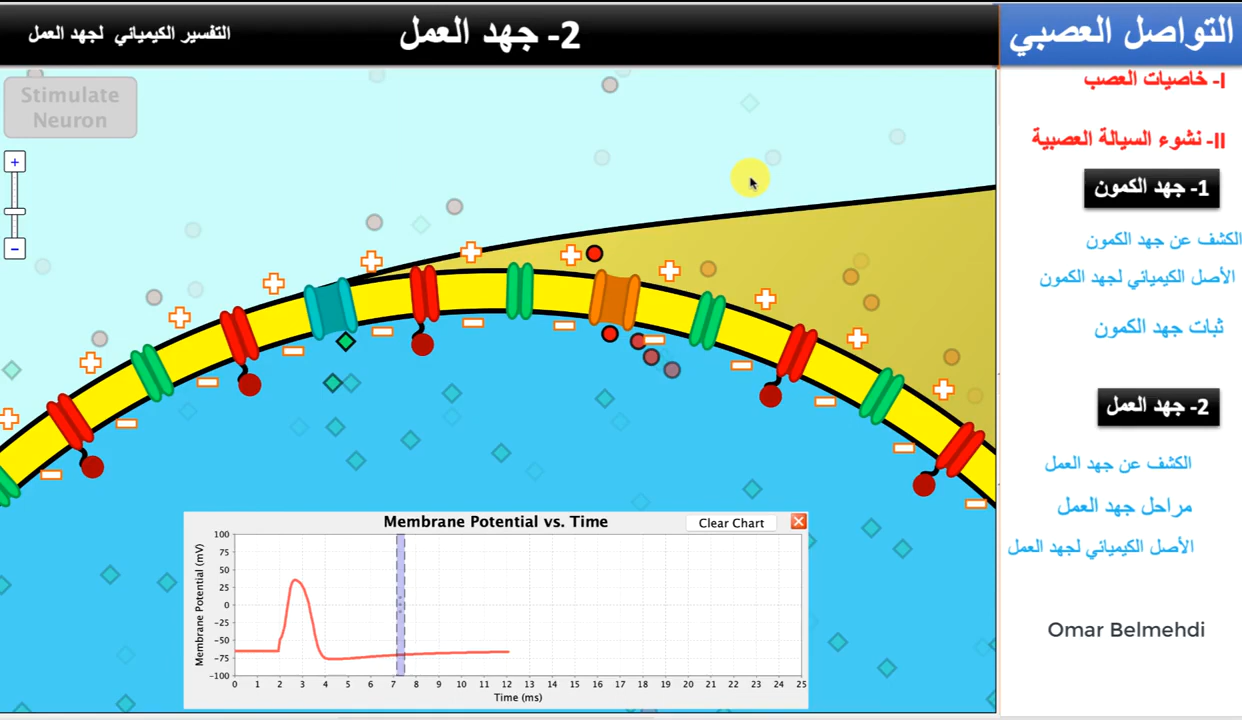 التواصل العصبي
2- جهد العمل
التفسير الكيميائي لجهد العمل
I- خاصيات العصب
II- نشوء السيالة العصبية
1- جهد الكمون
الكشف عن جهد الكمون
الأصل الكيميائي لجهد الكمون
ثبات جهد الكمون
2- جهد العمل
الكشف عن جهد العمل
مراحل جهد العمل
الأصل الكيميائي لجهد العمل
Omar Belmehdi
Stimulate
Neuron
+
−
Membrane Potential vs. Time
Clear Chart
Membrane Potential (mV)
100
75
50
25
0
-25
-50
-75
-100
0 1 2 3 4 5 6 7 8 9 10 11 12 13 14 15 16 17 18 19 20 21 22 23 24 25
Time (ms)